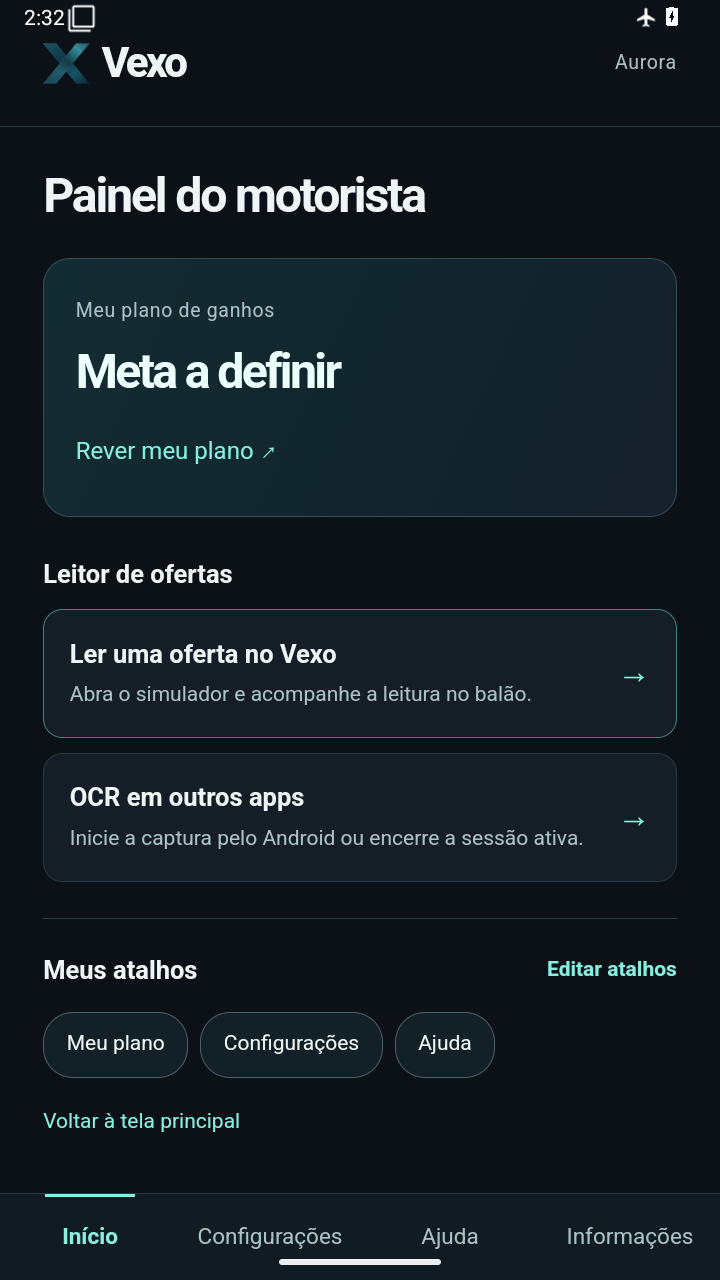 2:32
Vexo
Aurora
Painel do motorista
Meu plano de ganhos
Meta a definir
Rever meu plano ↗
Leitor de ofertas
Ler uma oferta no Vexo
Abra o simulador e acompanhe a leitura no balão.
→
OCR em outros apps
Inicie a captura pelo Android ou encerre a sessão ativa.
→
Meus atalhos
Editar atalhos
Meu plano
Configurações
Ajuda
Voltar à tela principal
Início
Configurações
Ajuda
Informações